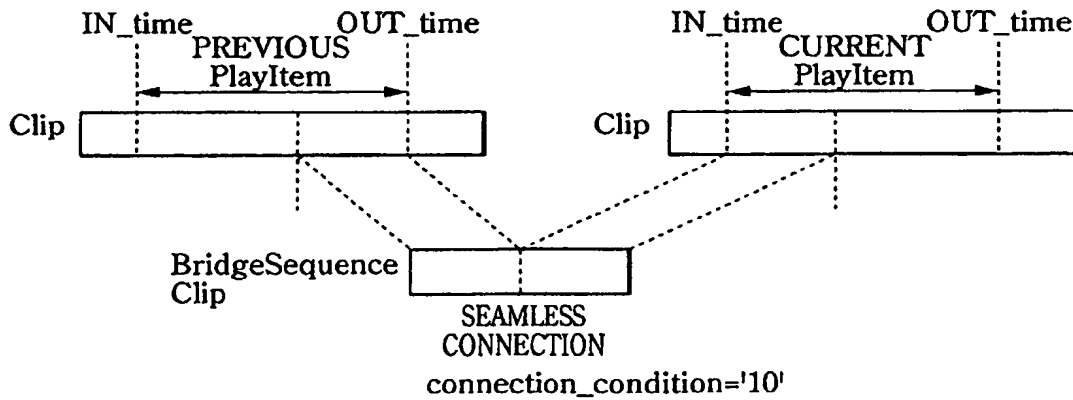 IN_time OUT_time IN_time OUT_time
PREVIOUS CURRENT
PlayItem PlayItem
Clip Clip
BridgeSequence
Clip
SEAMLESS
CONNECTION
connection_condition='10'